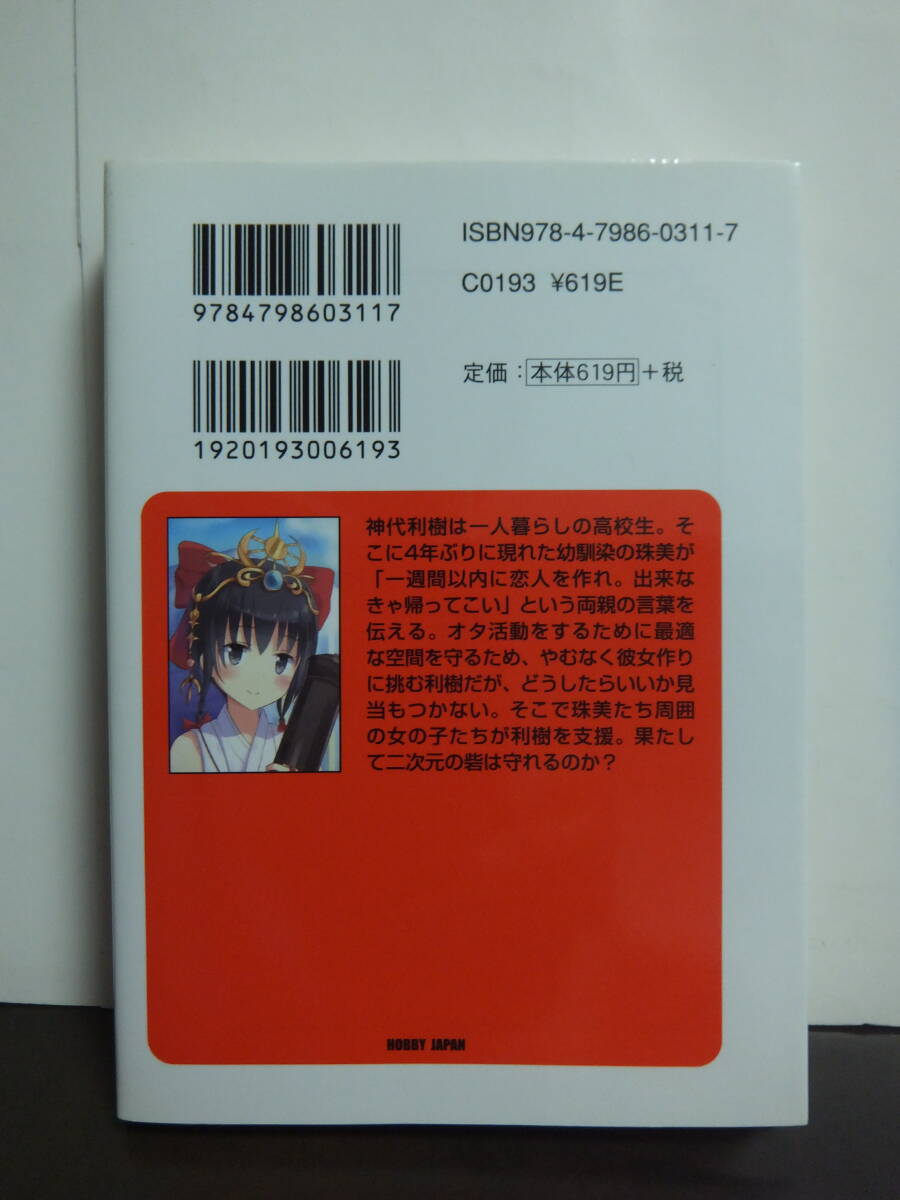 ISBN978-4-7986-0311-7
C0193 ¥619E
9784798603117
定価：本体619円＋税
1920193006193
神代利樹は一人暮らしの高校生。そ
こに4年ぶりに現れた幼馴染の珠美が
「一週間以内に恋人を作れ。出来な
きゃ帰ってこい」という両親の言葉を
伝える。オタ活動をするために最適
な空間を守るため、やむなく彼女作り
に挑む利樹だが、どうしたらいいか見
当もつかない。そこで珠美たち周囲
の女の子たちが利樹を支援。果たし
て二次元の砦は守れるのか？
HOBBY JAPAN